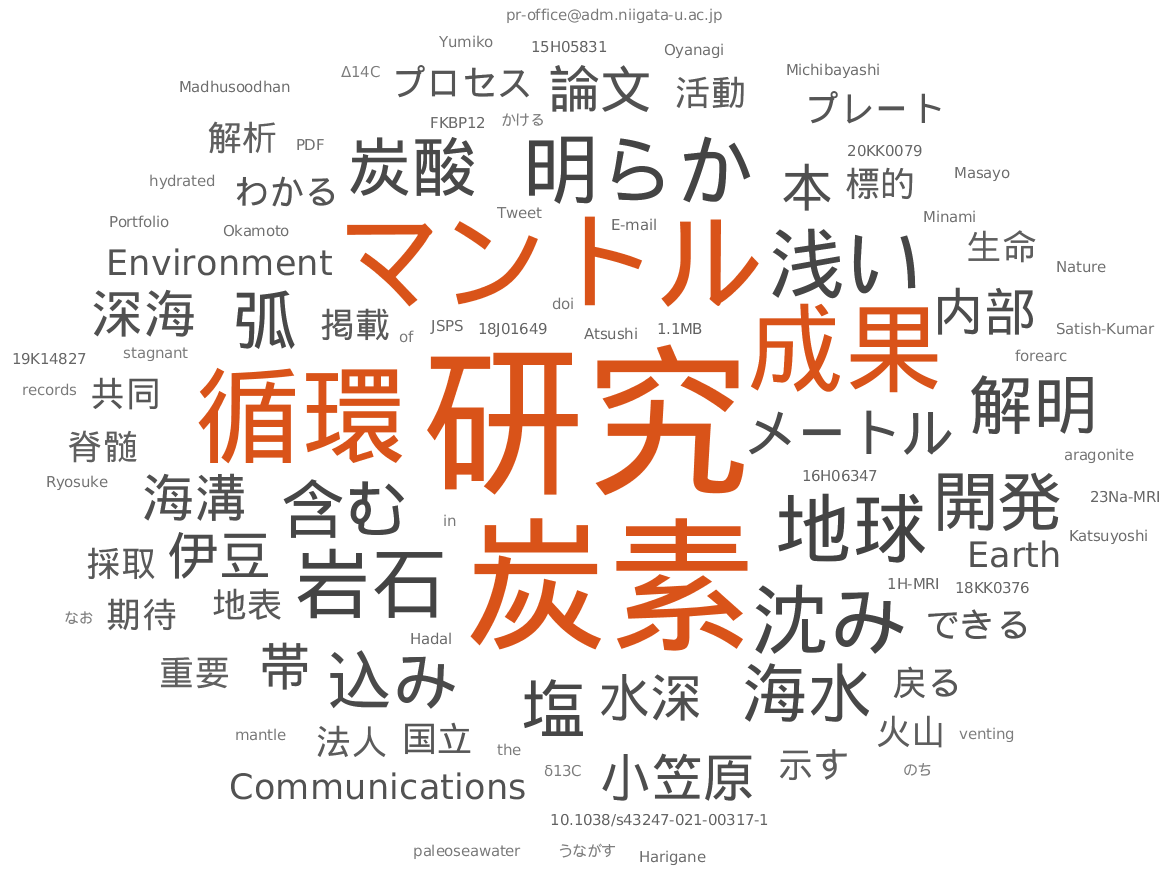 pr-office@adm.niigata-u.ac.jp
Yumiko
15H05831
Oyanagi
Δ14C
プロセス
論文
活動
Michibayashi
Madhusoodhan
プレート
FKBP12
かける
解析
PDF
炭酸
明らか
20KK0079
hydrated
わかる
本
標的
Masayo
Portfolio
Okamoto
Tweet
E-mail
Minami
Environment
マントル
浅い
生命
Nature
深海
弧
掲載
of
doi
JSPS
18J01649
Atsushi
1.1MB
成果
内部
Satish-Kumar
19K14827
stagnant
forearc
records
共同
循環
研究
メートル
解明
脊髄
aragonite
Ryosuke
海溝
含む
in
16H06347
地球
開発
23Na-MRI
Katsuyoshi
採取
伊豆
岩石
炭素
Earth
なお
期待
地表
沈み
1H-MRI
18KK0376
できる
Hadal
重要
帯
込み
塩
水深
海水
戻る
mantle
法人
国立
the
火山
venting
Communications
δ13C
小笠原
示す
のち
10.1038/s43247-021-00317-1
paleoseawater
うながす
Harigane